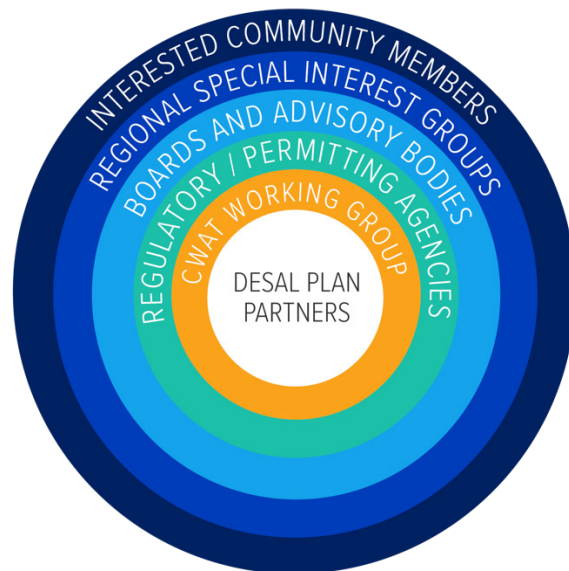 INTERESTED COMMUNITY MEMBERS
REGIONAL SPECIAL INTEREST GROUPS
BOARDS AND ADVISORY BODIES
REGULATORY / PERMITTING AGENCIES
CWAT WORKING GROUP
DESAL PLAN
PARTNERS